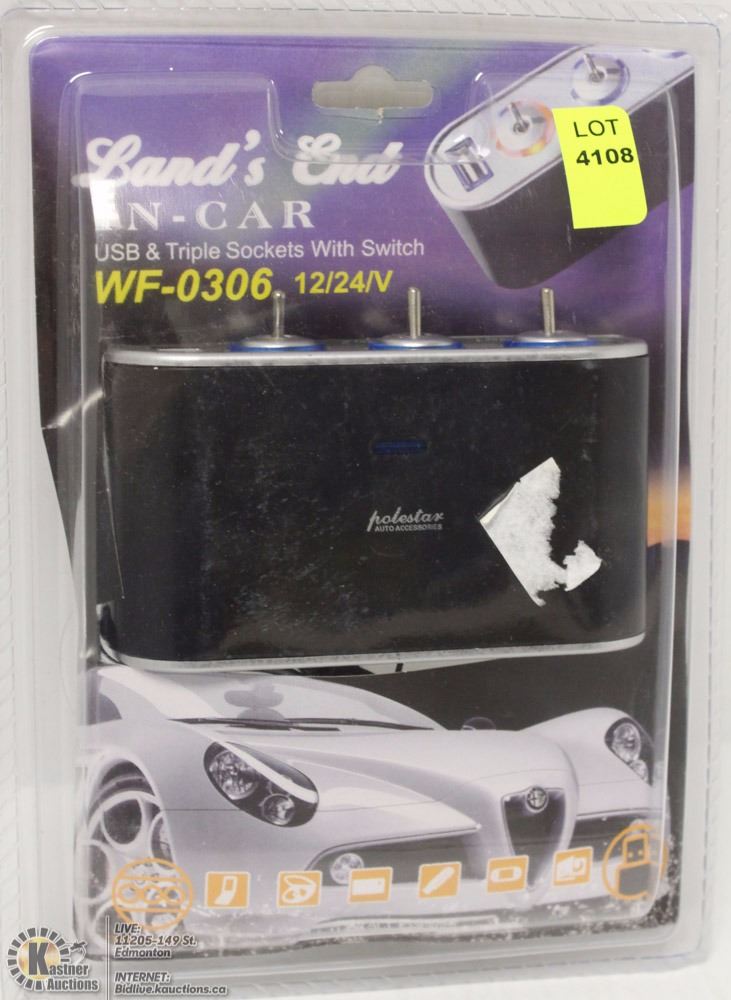 LOT
4108
Land's End
IN-CAR
USB & Triple Sockets With Switch
WF-0306 12/24/V
polestar
AUTO ACCESSORIES
Kastner
Auctions
LIVE:
11205-149 St.
Edmonton
INTERNET:
Bidlive.kauctions.ca